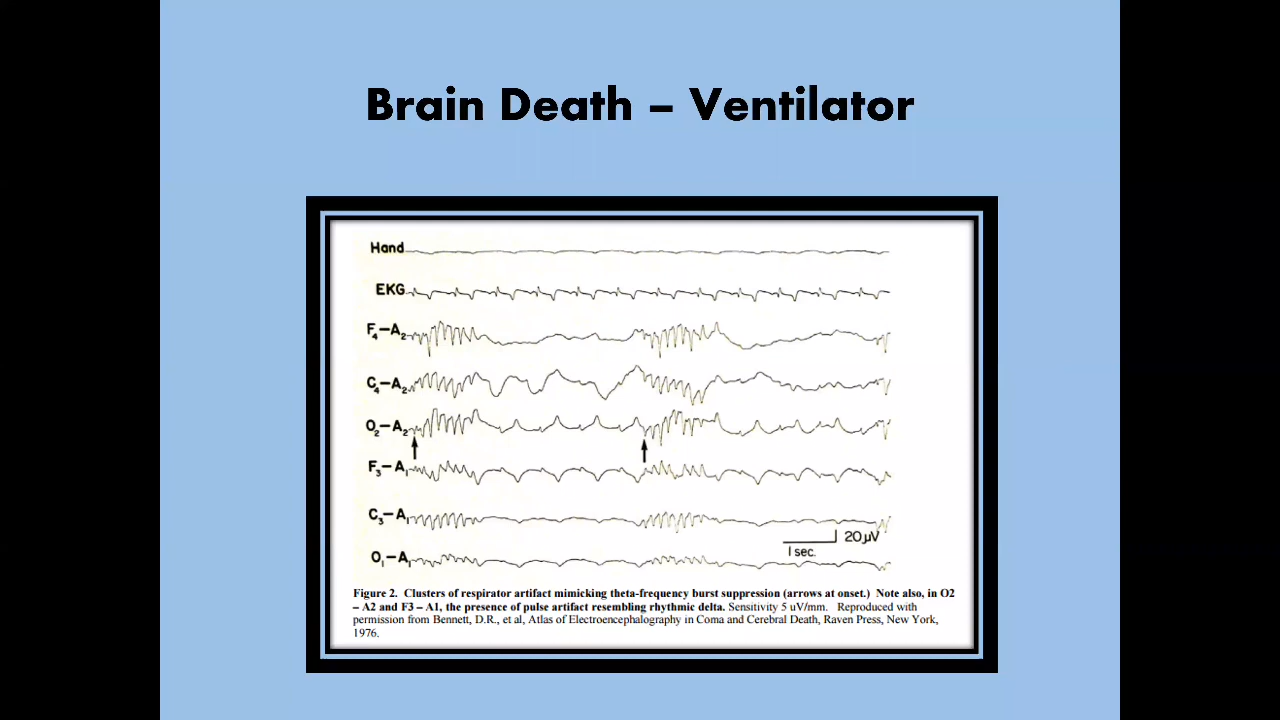 Brain Death – Ventilator
Hand
EKG
F4–A2
C4–A2
O2–A2
F3–A1
C3–A1
20 µV
1 sec.
O1–A1
Figure 2.  Clusters of respirator artifact mimicking theta-frequency burst suppression (arrows at onset.)  Note also, in O2
– A2 and F3 – A1, the presence of pulse artifact resembling rhythmic delta. Sensitivity 5 uV/mm.   Reproduced with
permission from Bennett, D.R., et al, Atlas of Electroencephalography in Coma and Cerebral Death, Raven Press, New York,
1976.